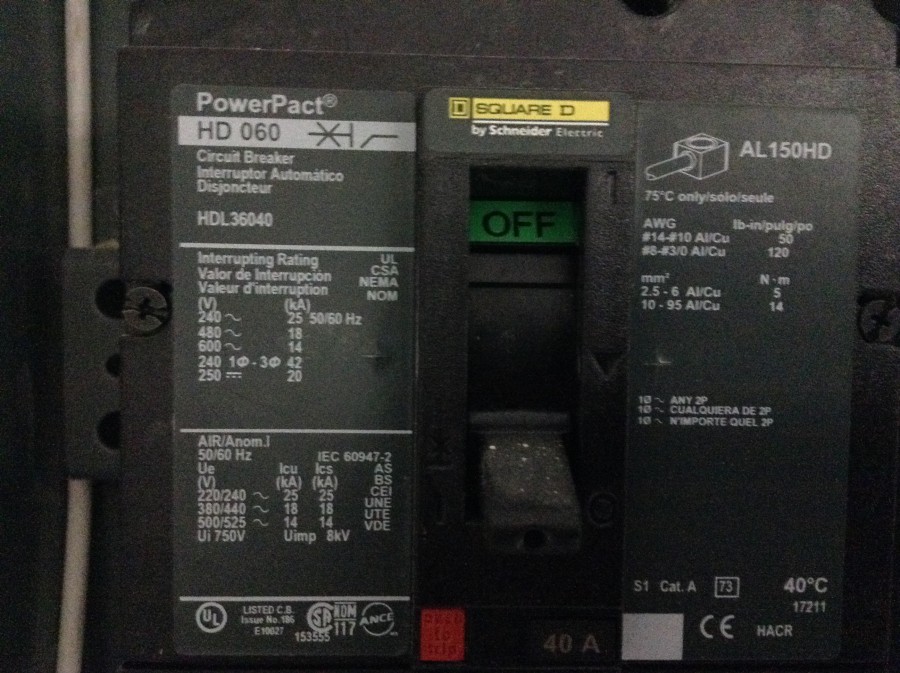 PowerPact®
HD 060
Circuit Breaker
Interruptor Automático
Disjoncteur
HDL36040
Interrupting Rating UL
Valor de Interrupción CSA
Valeur d'interruption NEMA
NOM
(V) (kA)
240 ~ 25 50/60 Hz
480 ~ 18
600 ~ 14
240 1Φ - 3Φ 42
250 ⎓ 20
AIR/Anom.I
50/60 Hz IEC 60947-2
Ue Icu Ics AS
(V) (kA) (kA) BS
220/240 ~ 25 25 CEI
380/440 ~ 18 18 UNE
500/525 ~ 14 14 UTE
Ui 750V Uimp 8kV VDE
UL
LISTED C.B.
Issue No.186
E10027
SA
153555
NOM
117
ANCE
D SQUARE D
by Schneider Electric
OFF
push
to
trip
40 A
AL150HD
75°C only/sólo/seule
AWG lb-in/pulg/po
#14-#10 Al/Cu 50
#8-#3/0 Al/Cu 120
mm² N·m
2.5 - 6 Al/Cu 5
10 - 95 Al/Cu 14
1Ø ~ ANY 2P
1Ø ~ CUALQUIERA DE 2P
1Ø ~ N'IMPORTE QUEL 2P
S1 Cat. A 73 40°C
17211
CE HACR